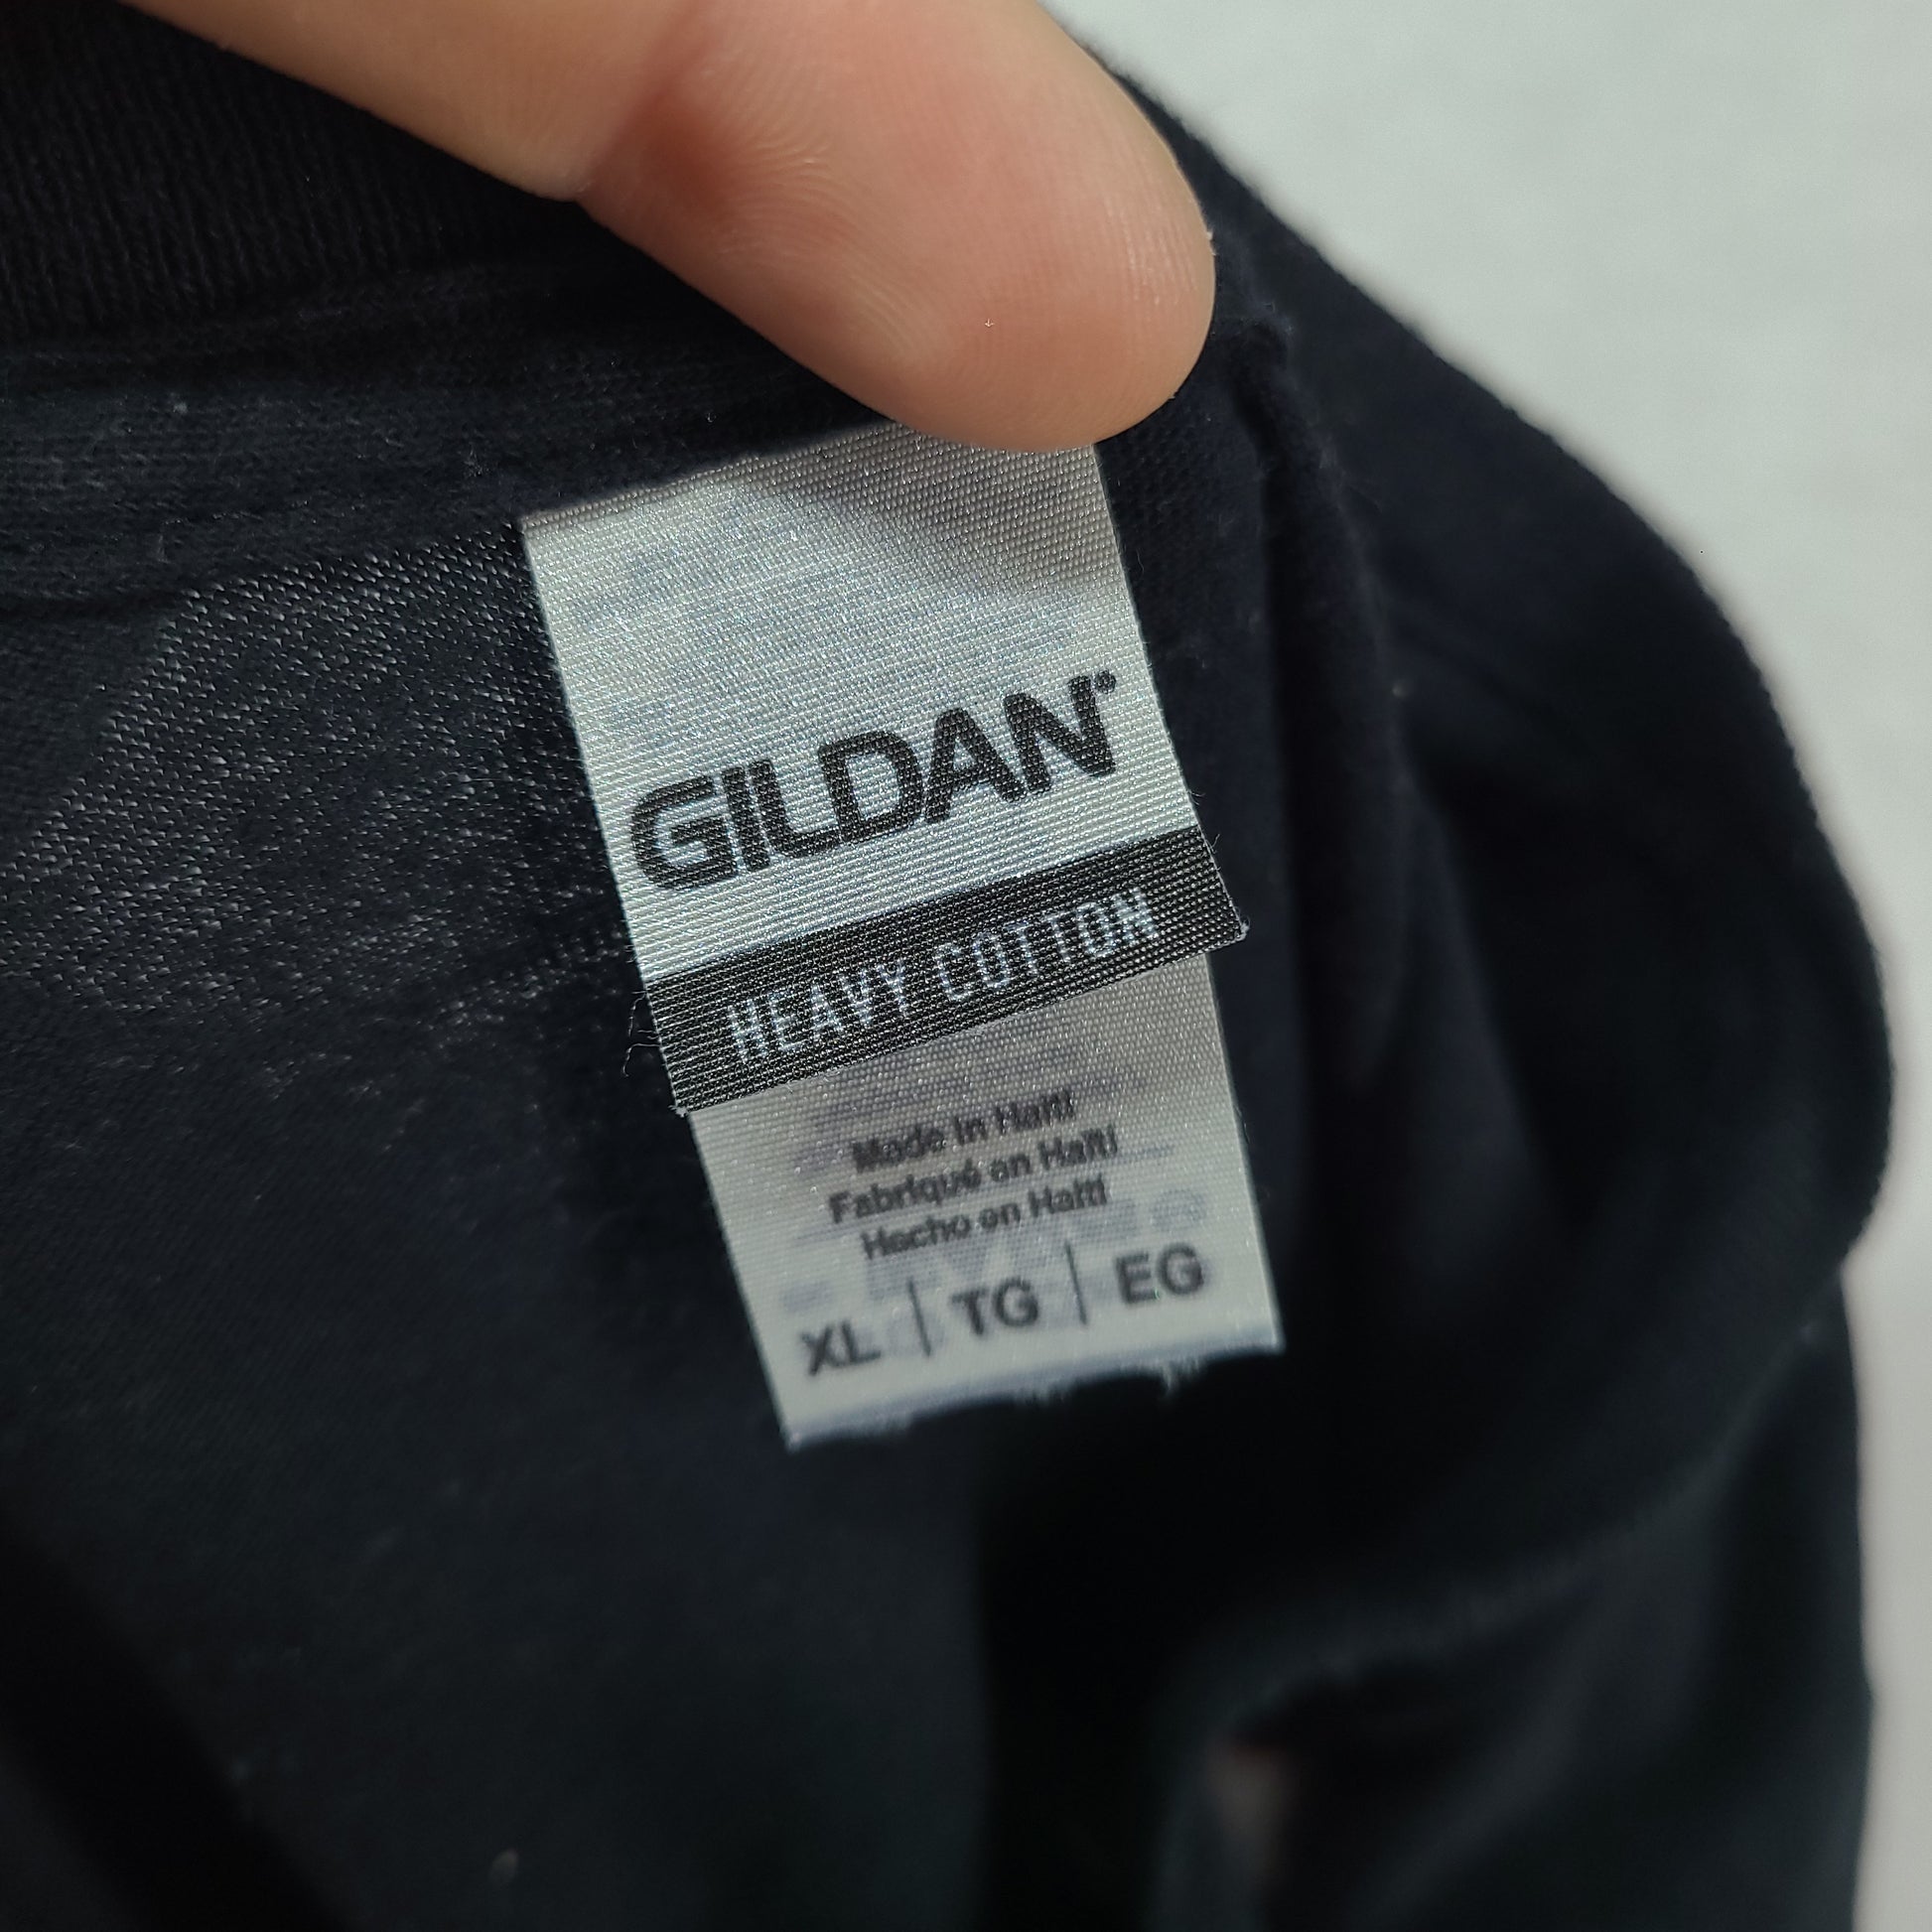 GILDAN
HEAVY COTTON
Made in Haiti
Fabriqué en Haïti
Hecho en Haití
XL | TG | EG